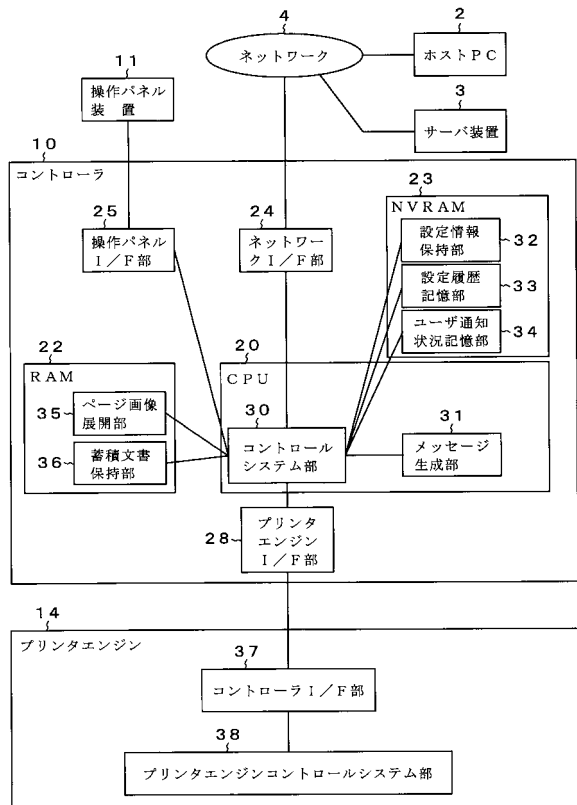 4
ネットワーク
2
ホストPC
11
操作パネル
装　置
3
サーバ装置
10
コントローラ
25
操作パネル
I／F部
24
ネットワー
クI／F部
23
NVRAM
設定情報
保持部
32
設定履歴
記憶部
33
ユーザ通知
状況記憶部
34
22
RAM
35
ページ画像
展開部
36
蓄積文書
保持部
20
CPU
30
コントロール
システム部
31
メッセージ
生成部
28
プリンタ
エンジン
I／F部
14
プリンタエンジン
37
コントローラI／F部
38
プリンタエンジンコントロールシステム部